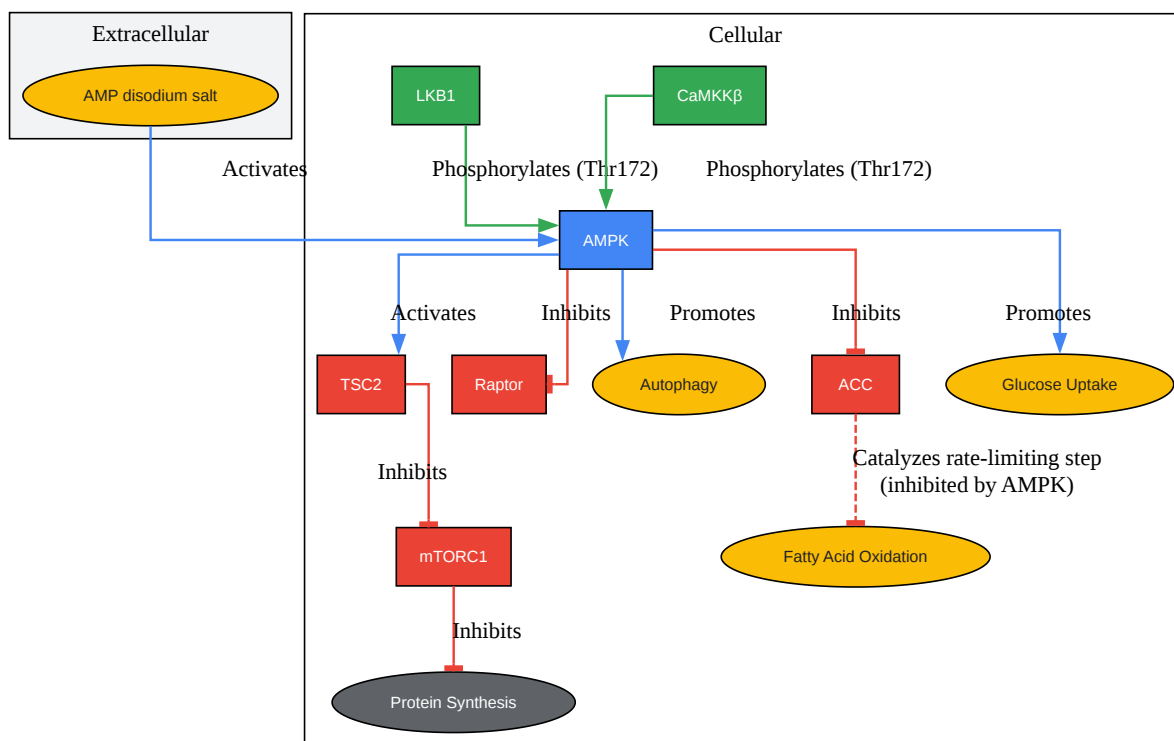 Extracellular
Cellular
AMP disodium salt
LKB1
CaMKKβ
Activates
Phosphorylates (Thr172)
Phosphorylates (Thr172)
AMPK
Activates
Inhibits
Promotes
Inhibits
Promotes
TSC2
Raptor
Autophagy
ACC
Glucose Uptake
Inhibits
Catalyzes rate-limiting step
(inhibited by AMPK)
mTORC1
Fatty Acid Oxidation
Inhibits
Protein Synthesis